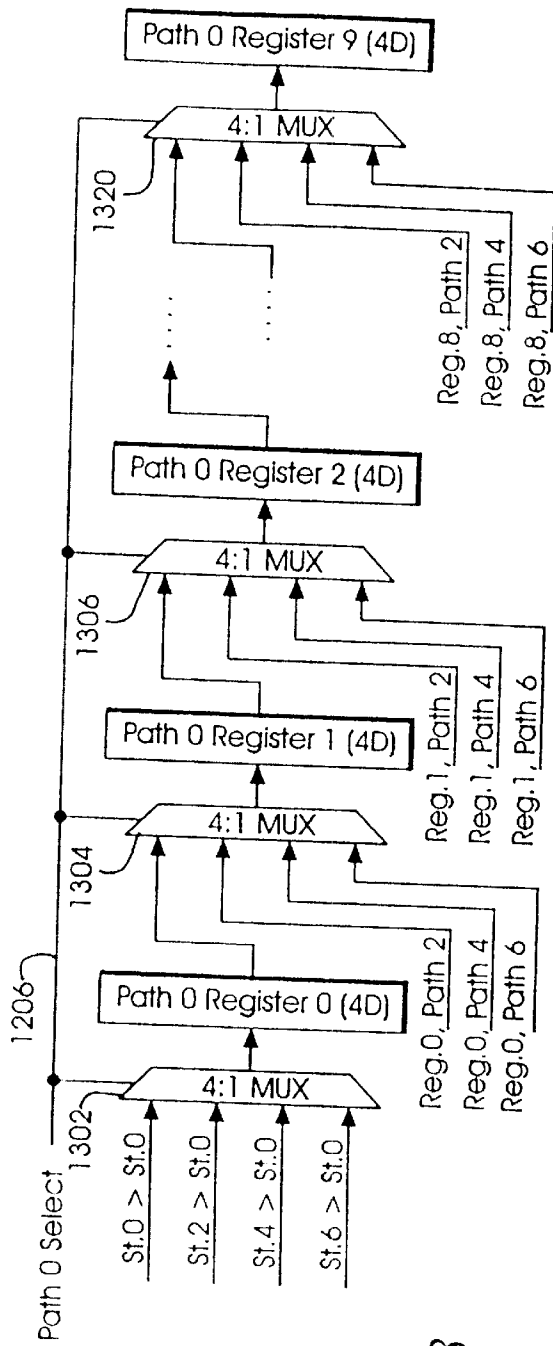 Path 0 Select
1206
1302
4:1 MUX
St.0 > St.0
St.2 > St.0
St.4 > St.0
St.6 > St.0
Path 0 Register 0 (4D)
1304
4:1 MUX
Reg.0, Path 2
Reg.0, Path 4
Reg.0, Path 6
Path 0 Register 1 (4D)
1306
4:1 MUX
Reg.1, Path 2
Reg.1, Path 4
Reg.1, Path 6
Path 0 Register 2 (4D)
.....
.....
1320
4:1 MUX
Reg.8, Path 2
Reg.8, Path 4
Reg.8, Path 6
Path 0 Register 9 (4D)